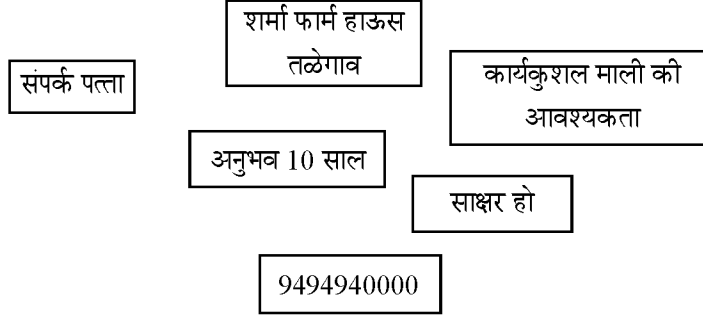 शर्मा फार्म हाऊस
तळेगाव
संपर्क पत्ता
कार्यकुशल माली की
आवश्यकता
अनुभव 10 साल
साक्षर हो
9494940000